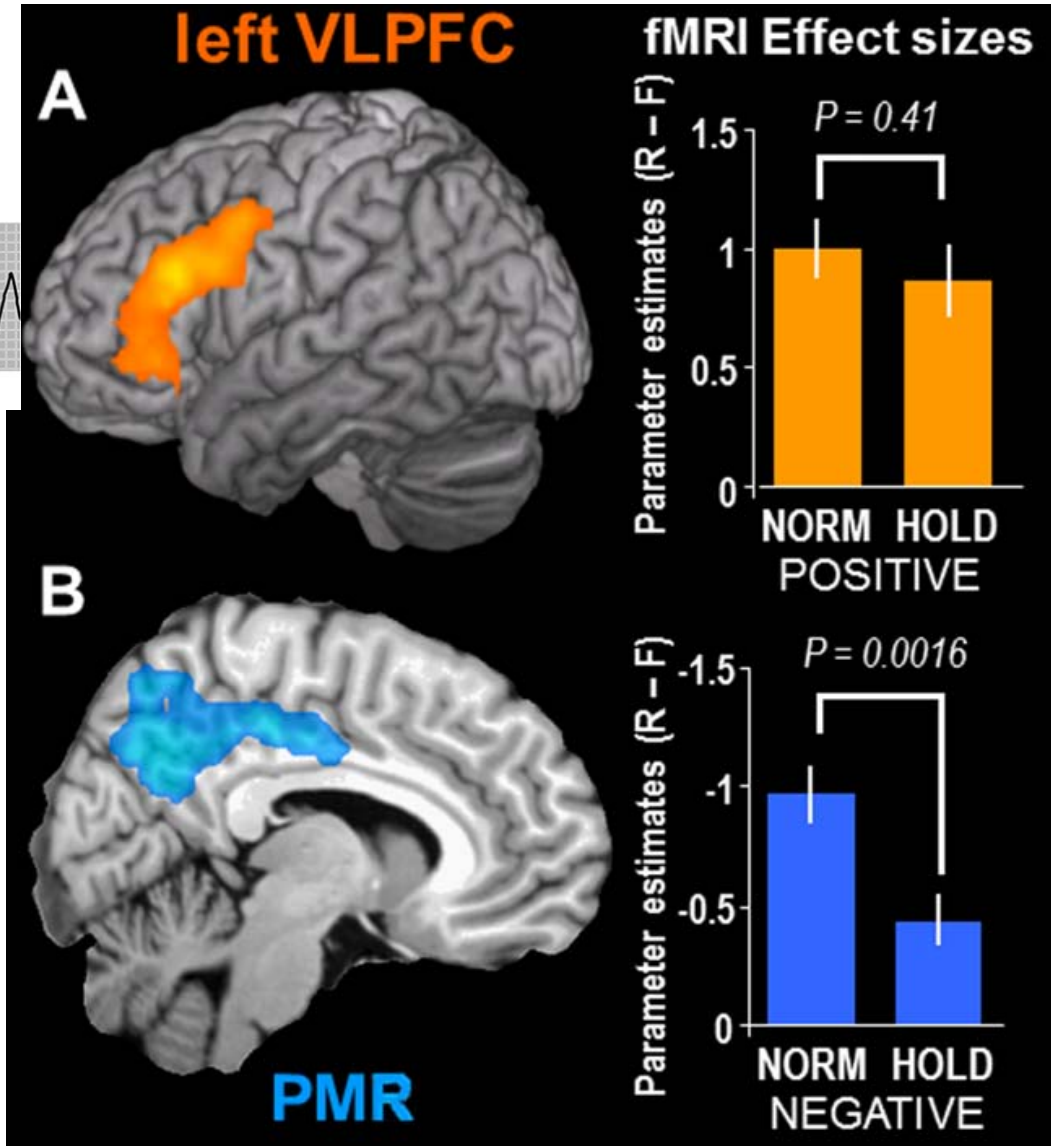 left VLPFC
fMRI Effect sizes
A
Parameter estimates (R – F)
P = 0.41
1.5
1
0.5
0
NORM HOLD
POSITIVE
B
Parameter estimates (R – F)
P = 0.0016
-1.5
-1
-0.5
0
NORM HOLD
NEGATIVE
PMR